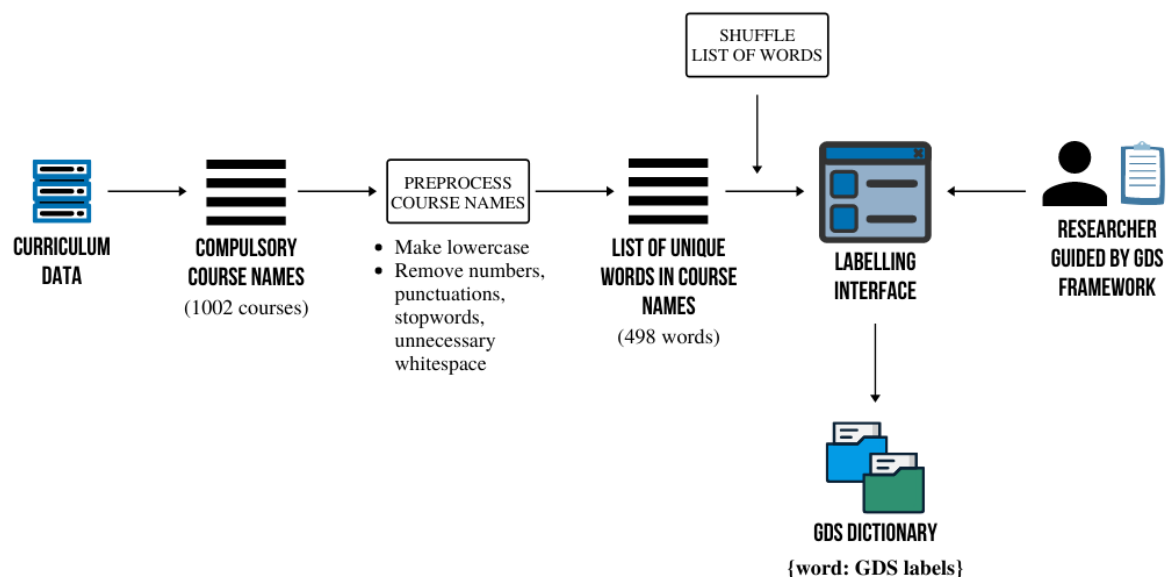 SHUFFLE
LIST OF WORDS
CURRICULUM
DATA
COMPULSORY
COURSE NAMES
(1002 courses)
PREPROCESS
COURSE NAMES
• Make lowercase
• Remove numbers,
punctuations,
stopwords,
unnecessary
whitespace
LIST OF UNIQUE
WORDS IN COURSE
NAMES
(498 words)
LABELLING
INTERFACE
RESEARCHER
GUIDED BY GDS
FRAMEWORK
GDS DICTIONARY
{word: GDS labels}